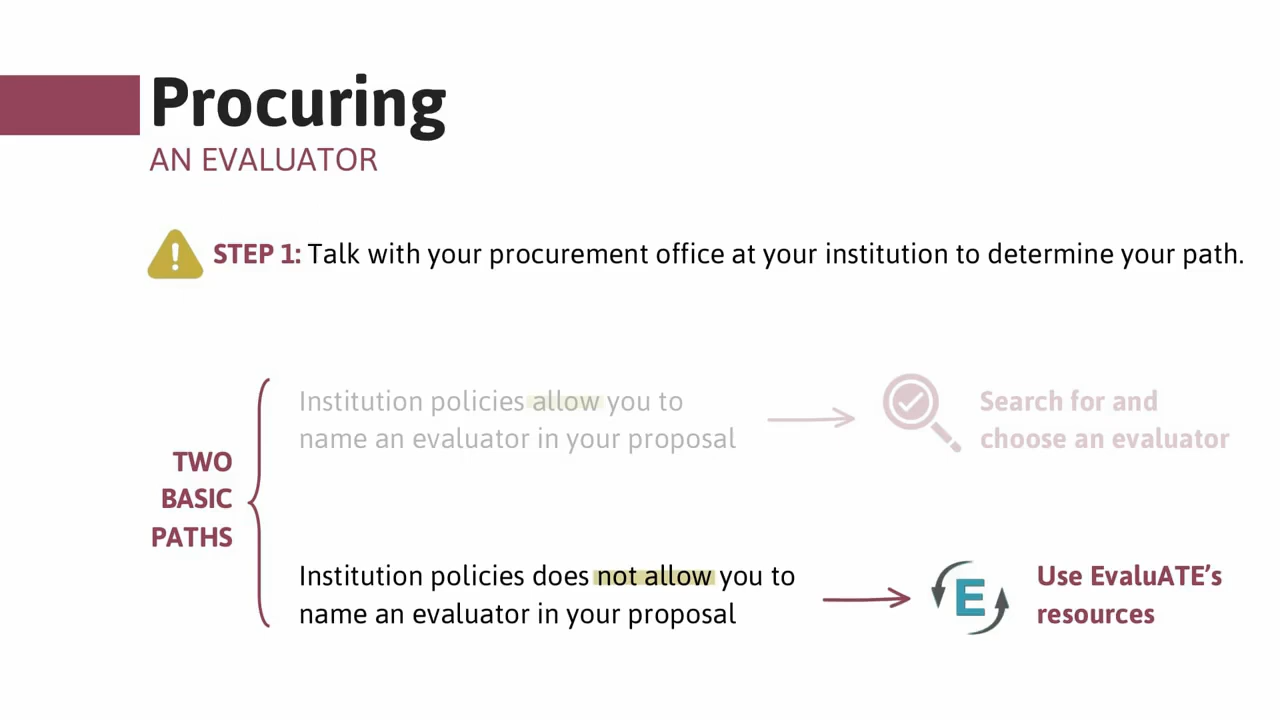 Procuring
AN EVALUATOR
STEP 1: Talk with your procurement office at your institution to determine your path.
TWO
BASIC
PATHS
Institution policies allow you to
name an evaluator in your proposal
Search for and
choose an evaluator
Institution policies does not allow you to
name an evaluator in your proposal
E
Use EvaluATE’s
resources